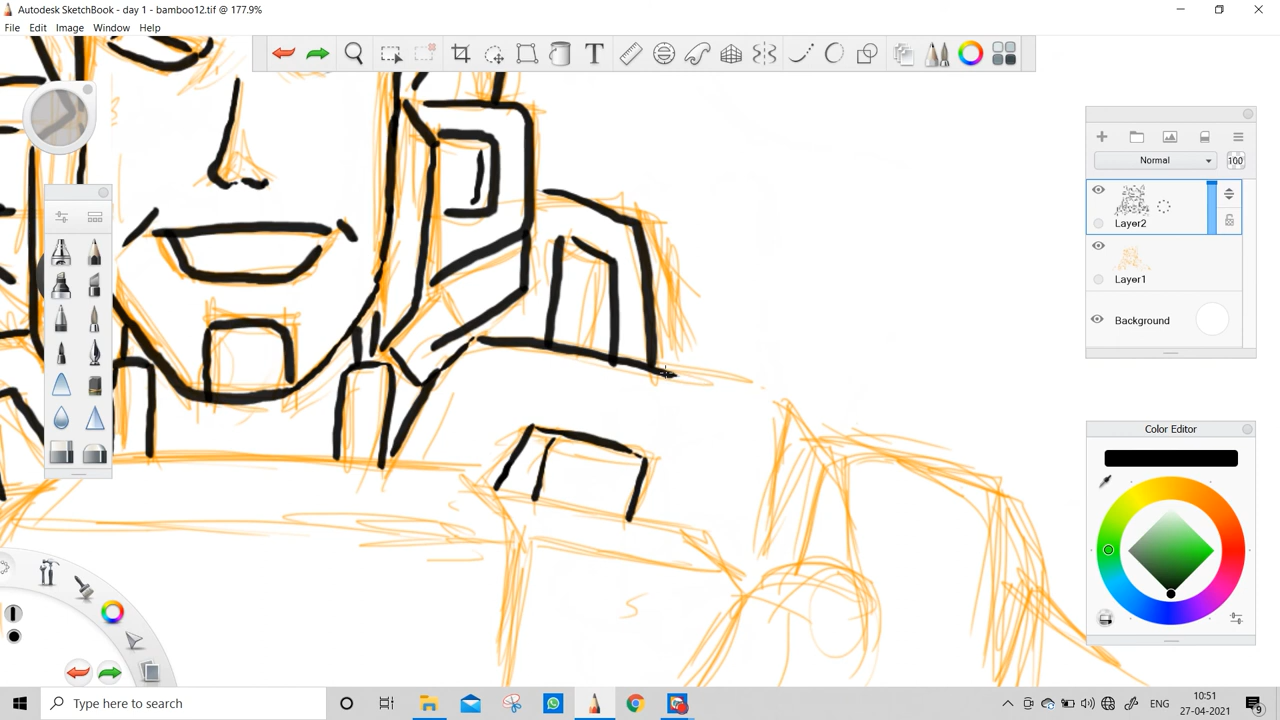 Autodesk SketchBook - day 1 - bamboo12.tif @ 177.9%
File Edit Image Window Help
T
Normal 100
Layer2
Layer1
Background
Color Editor
Type here to search
ENG
10:51
27-04-2021
9